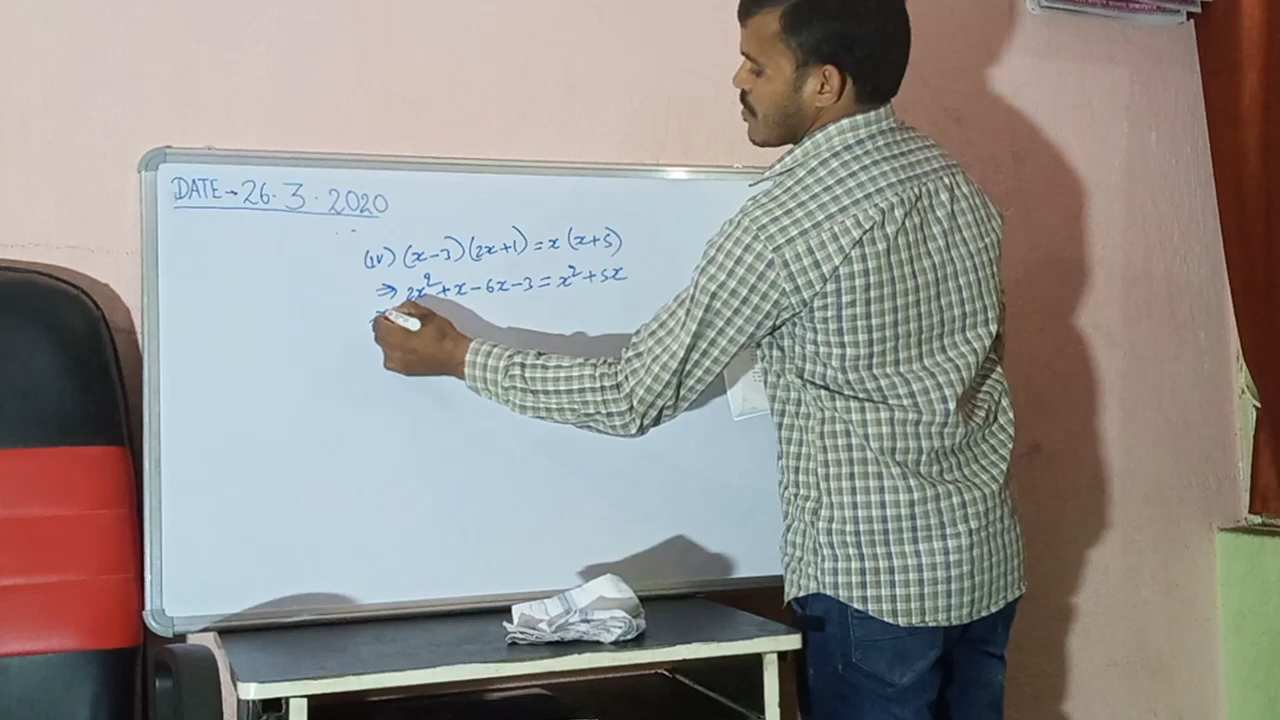 DATE → 26.3.2020
(iv) (x-3)(2x+1) = x(x+5)
⇒ 2x²+x-6x-3 = x²+5x